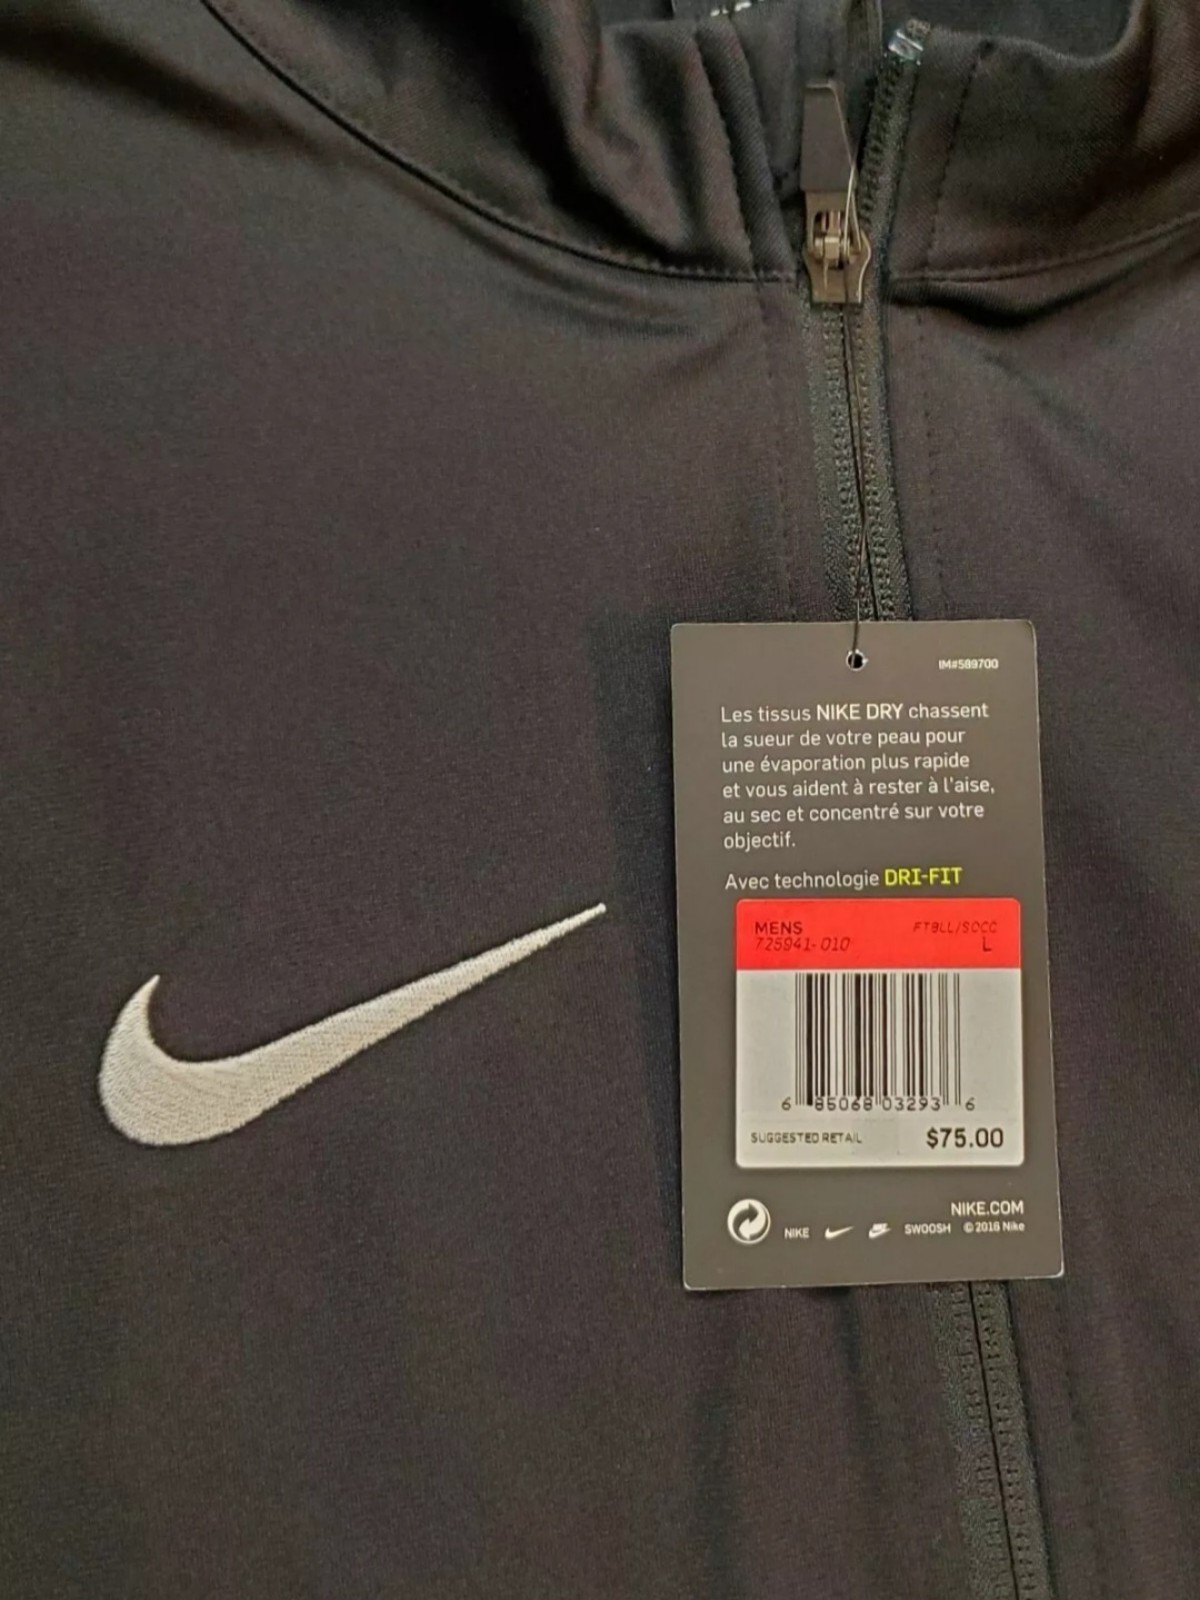 IM#589700
Les tissus NIKE DRY chassent
la sueur de votre peau pour
une évaporation plus rapide
et vous aident à rester à l'aise,
au sec et concentré sur votre
objectif.
Avec technologie DRI-FIT
MENS FTBLL/SOCC
725941-010 L
6 85068 03293 6
SUGGESTED RETAIL $75.00
NIKE.COM
NIKE SWOOSH © 2016 Nike